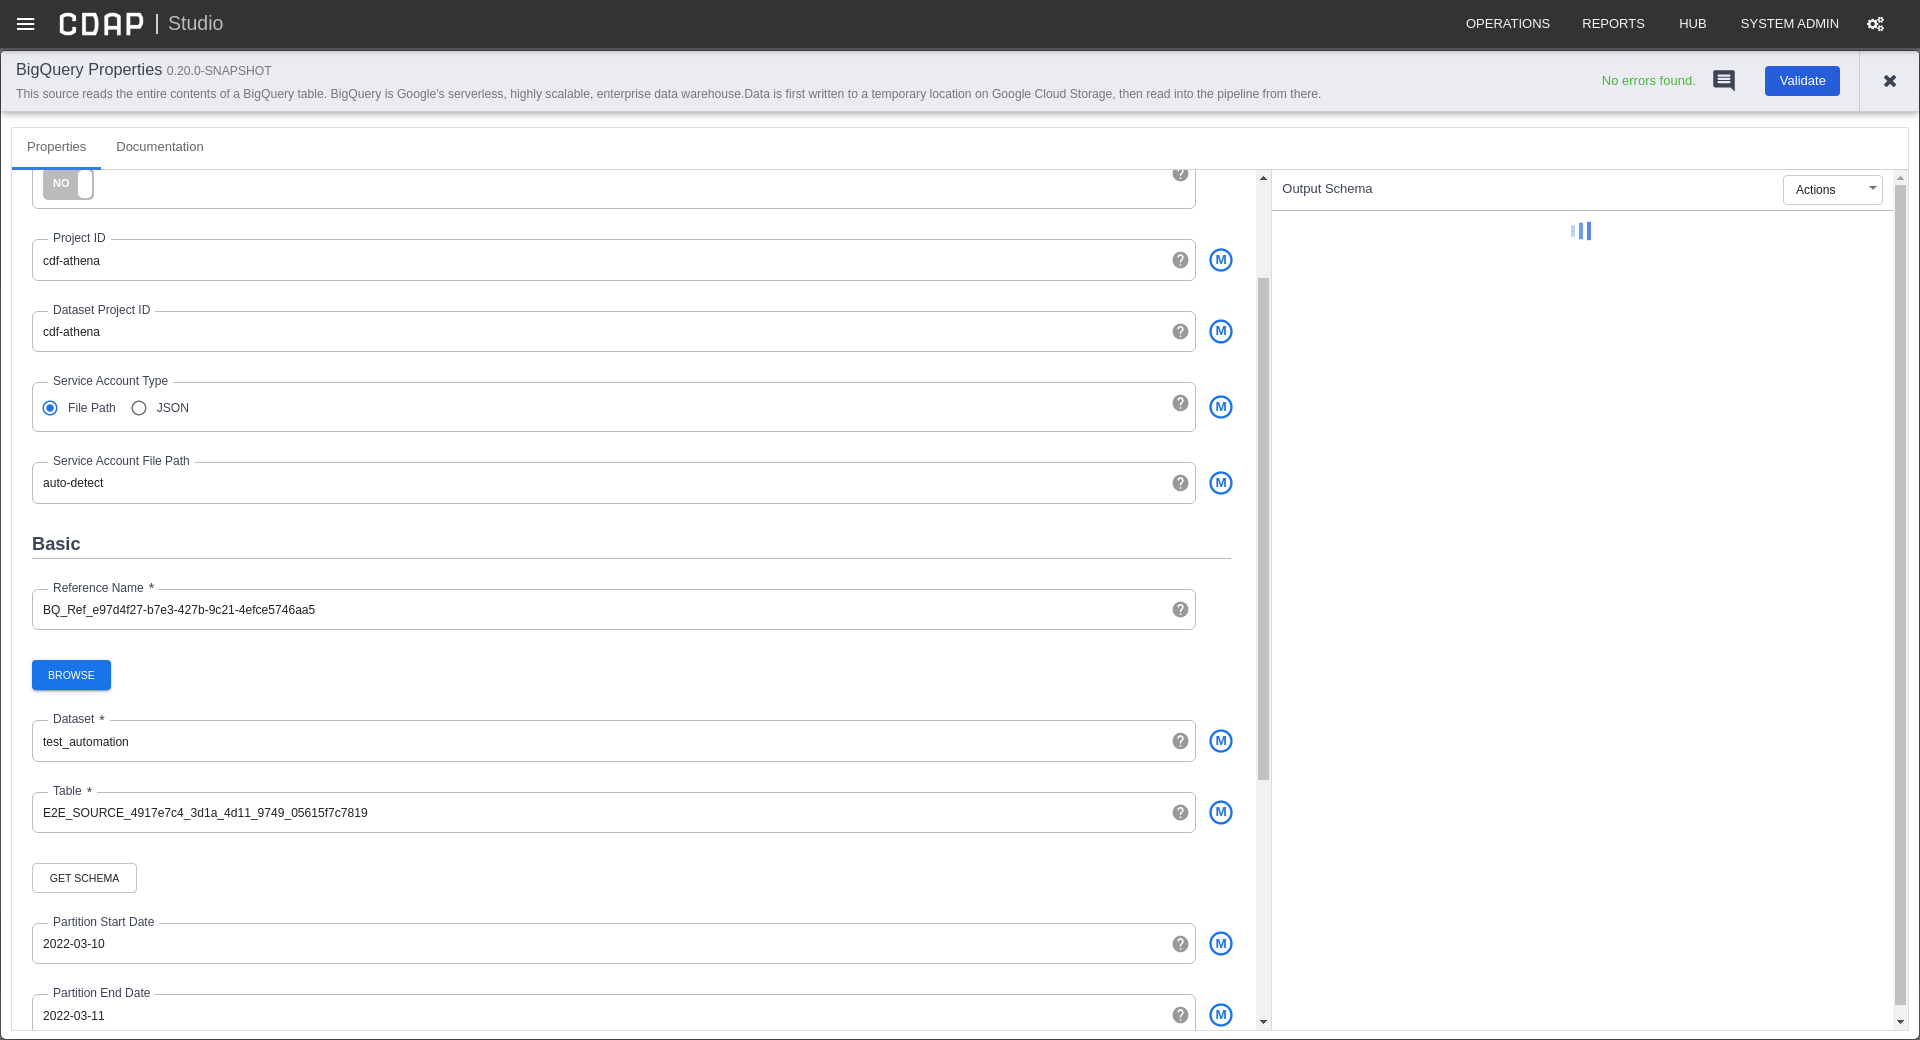 CDAP | Studio
OPERATIONS REPORTS HUB SYSTEM ADMIN
BigQuery Properties 0.20.0-SNAPSHOT
This source reads the entire contents of a BigQuery table. BigQuery is Google's serverless, highly scalable, enterprise data warehouse.Data is first written to a temporary location on Google Cloud Storage, then read into the pipeline from there.
No errors found.
Validate
Properties Documentation
NO
Project ID
cdf-athena
M
Dataset Project ID
cdf-athena
M
Service Account Type
File Path JSON
M
Service Account File Path
auto-detect
M
Basic
Reference Name *
BQ_Ref_e97d4f27-b7e3-427b-9c21-4efce5746aa5
BROWSE
Dataset *
test_automation
M
Table *
E2E_SOURCE_4917e7c4_3d1a_4d11_9749_05615f7c7819
M
GET SCHEMA
Partition Start Date
2022-03-10
M
Partition End Date
2022-03-11
M
Output Schema
Actions